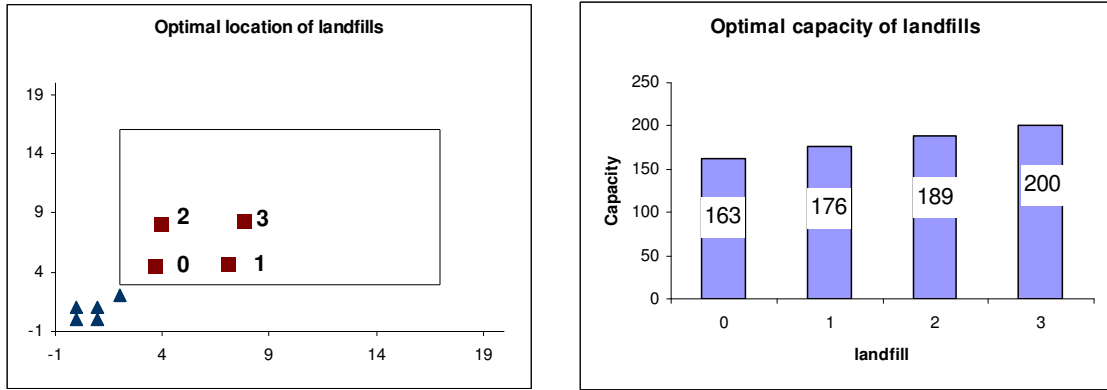 Optimal location of landfills
19
14
9
4
-1
-1 4 9 14 19
2 3
0 1
Optimal capacity of landfills
Capacity
250
200
150
100
50
0
163 176 189 200
0 1 2 3
landfill